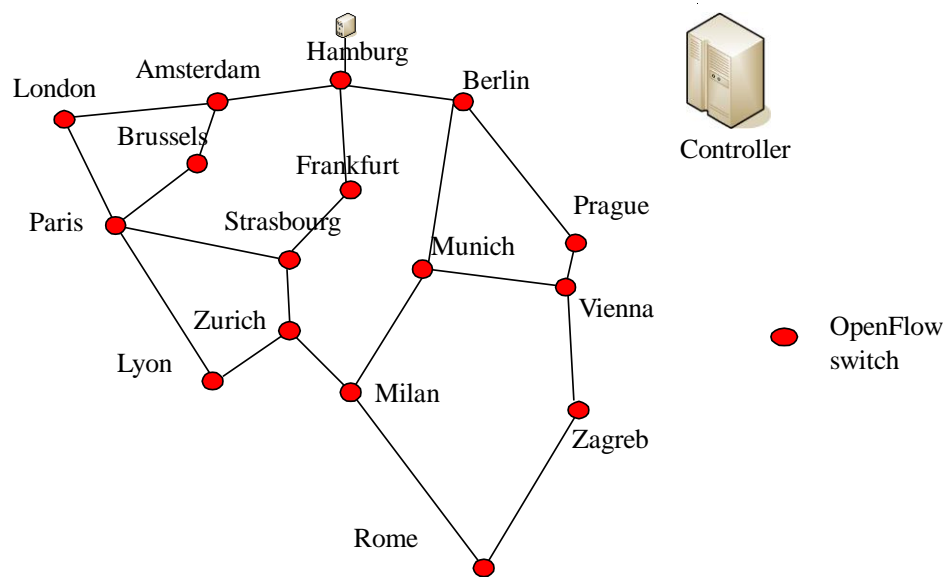 Hamburg
Amsterdam
Berlin
London
Brussels
Controller
Frankfurt
Prague
Paris
Strasbourg
Munich
Vienna
Zurich
OpenFlow
switch
Lyon
Milan
Zagreb
Rome